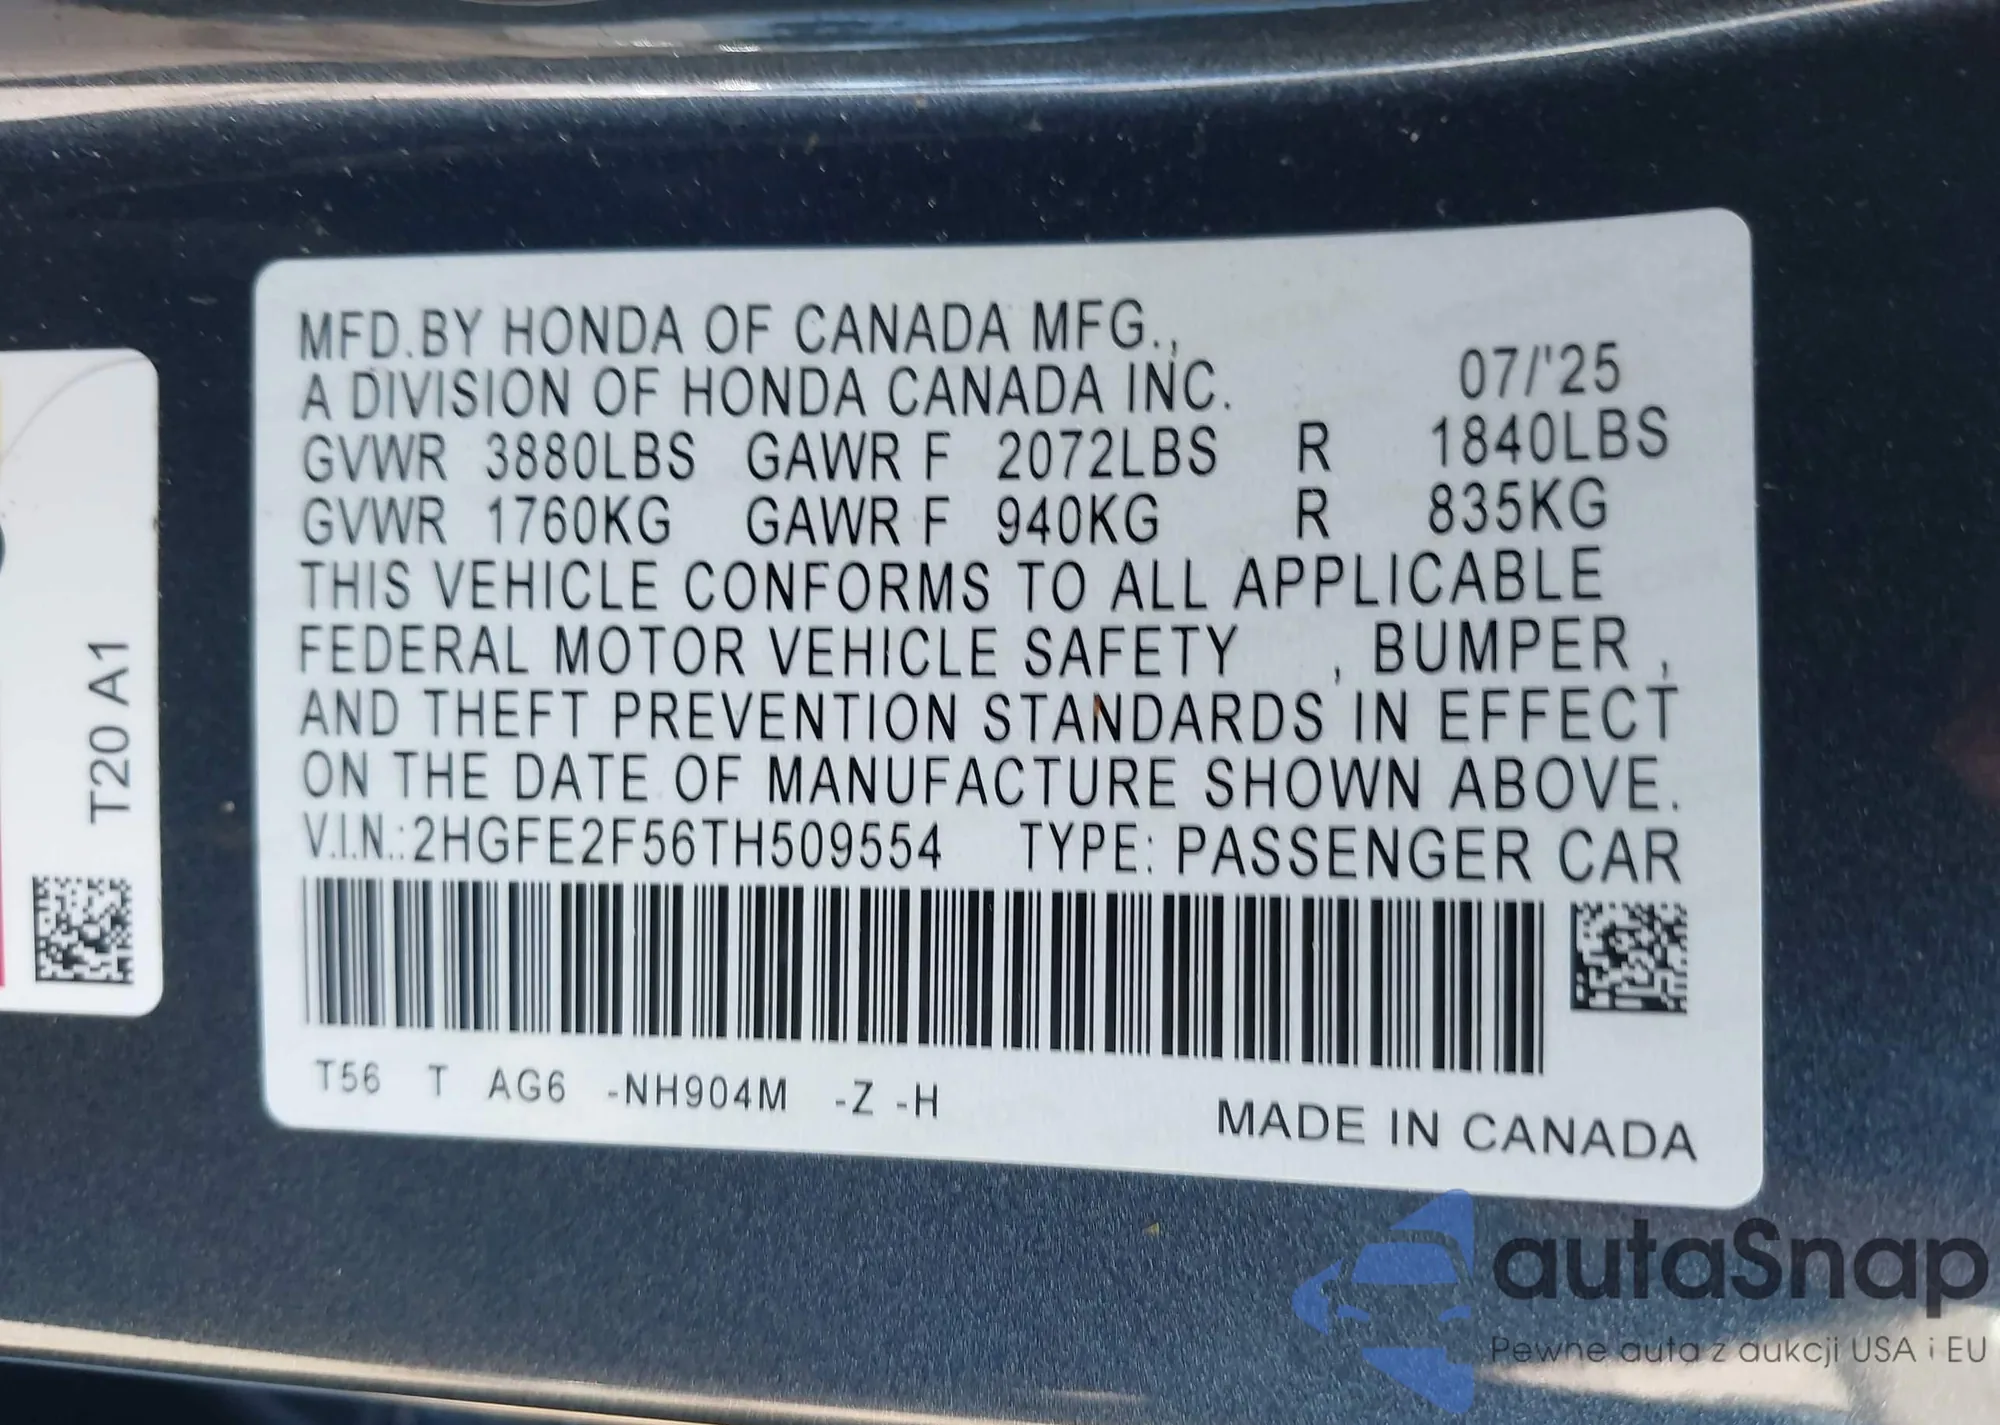 MFD.BY HONDA OF CANADA MFG.,
A DIVISION OF HONDA CANADA INC. 07/'25
GVWR 3880LBS GAWR F 2072LBS R 1840LBS
GVWR 1760KG GAWR F 940KG R 835KG
THIS VEHICLE CONFORMS TO ALL APPLICABLE
FEDERAL MOTOR VEHICLE SAFETY , BUMPER ,
AND THEFT PREVENTION STANDARDS IN EFFECT
ON THE DATE OF MANUFACTURE SHOWN ABOVE.
V.I.N.:2HGFE2F56TH509554 TYPE: PASSENGER CAR
T56 T AG6 -NH904M -Z -H
MADE IN CANADA
T20 A1
autaSnap
Pewne auta z aukcji USA i EU